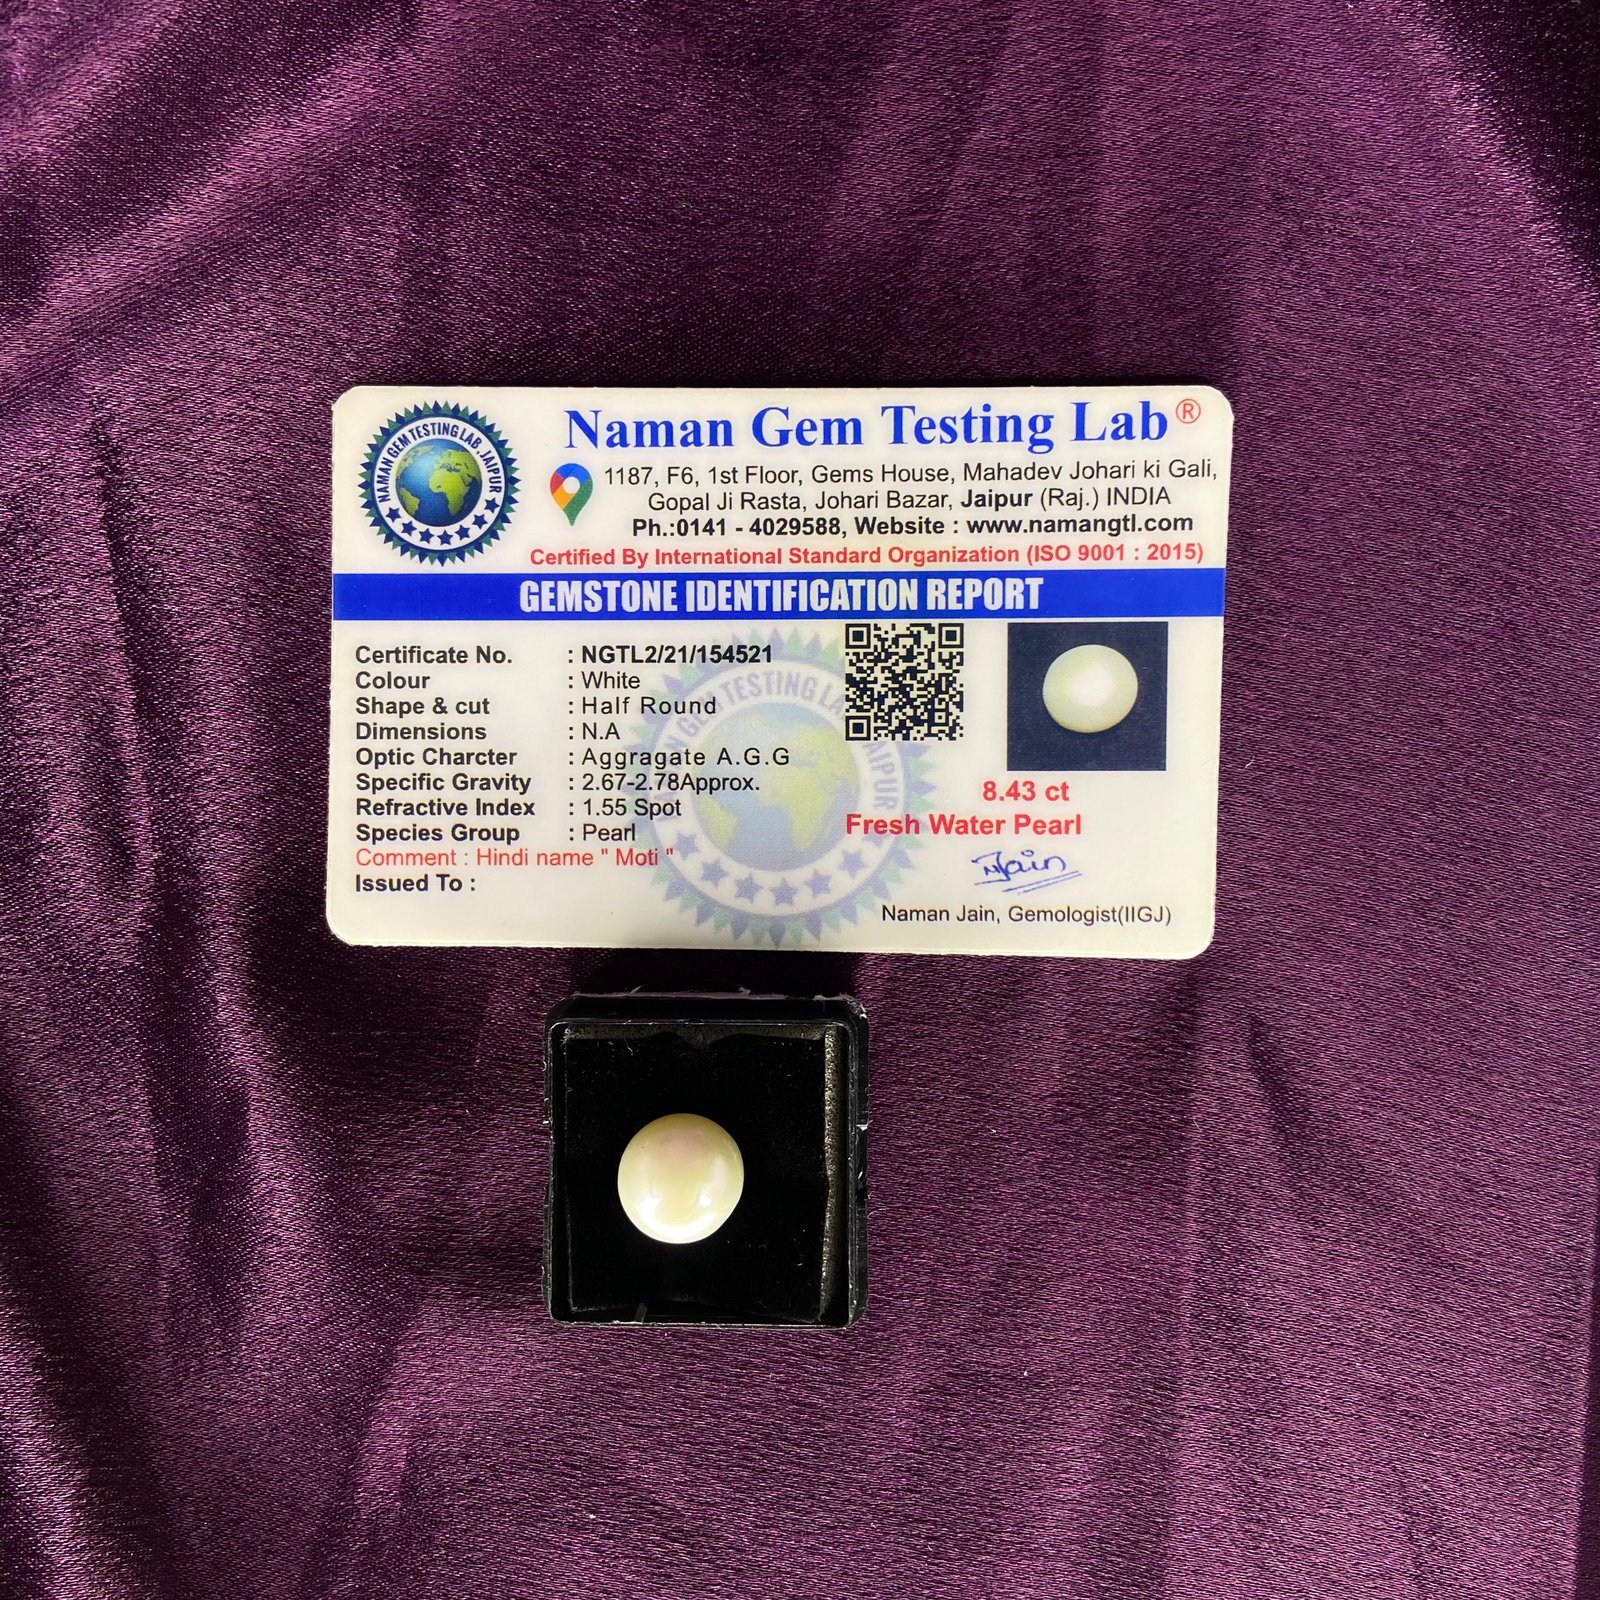 NAMAN GEM TESTING LAB, JAIPUR
Naman Gem Testing Lab®
1187, F6, 1st Floor, Gems House, Mahadev Johari ki Gali,
Gopal Ji Rasta, Johari Bazar, Jaipur (Raj.) INDIA
Ph.:0141 - 4029588, Website : www.namangtl.com
Certified By International Standard Organization (ISO 9001 : 2015)
GEMSTONE IDENTIFICATION REPORT
Certificate No. : NGTL2/21/154521
Colour : White
Shape & cut : Half Round
Dimensions : N.A
Optic Charcter : Aggragate A.G.G
Specific Gravity : 2.67-2.78Approx.
Refractive Index : 1.55 Spot
Species Group : Pearl
Comment : Hindi name " Moti "
Issued To :
8.43 ct
Fresh Water Pearl
NJain
Naman Jain, Gemologist(IIGJ)